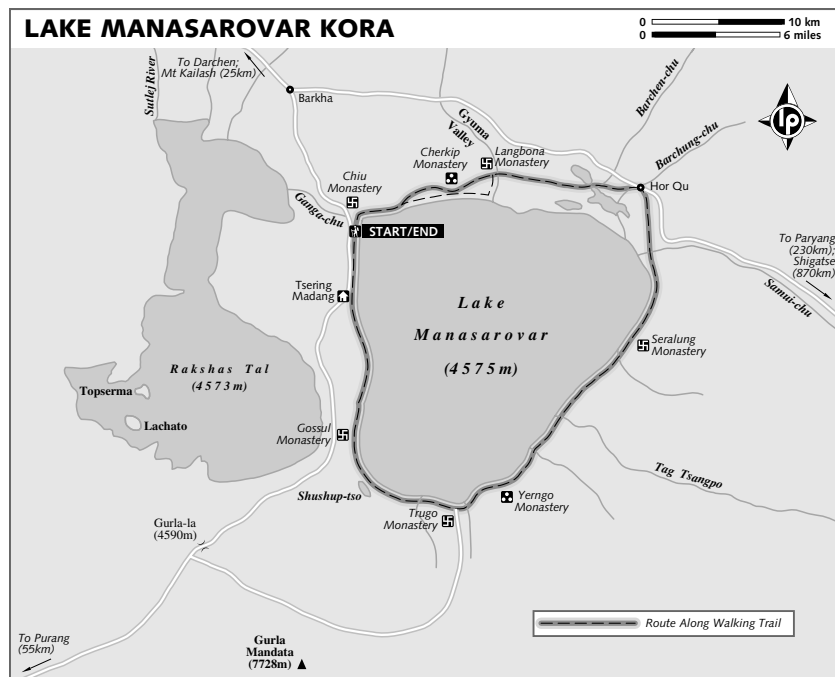 LAKE MANASAROVAR KORA
0 10 km
0 6 miles
To Darchen;
Mt Kailash (25km)
Sutlej River
Barkha
Gyuma
Valley
Barchen-chu
Barchung-chu
lp
Cherkip
Monastery
Langbona
Monastery
Hor Qu
Chiu
Monastery
Ganga-chu
START/END
To Paryang
(230km);
Shigatse
(870km)
Samui-chu
Tsering
Madang
Lake
Manasarovar
(4575m)
Seralung
Monastery
Rakshas Tal
(4573m)
Topserma
Lachato
Gossul
Monastery
Tag Tsangpo
Shushup-tso
Yerngo
Monastery
Trugo
Monastery
Gurla-la
(4590m)
Route Along Walking Trail
To Purang
(55km)
Gurla
Mandata
(7728m)